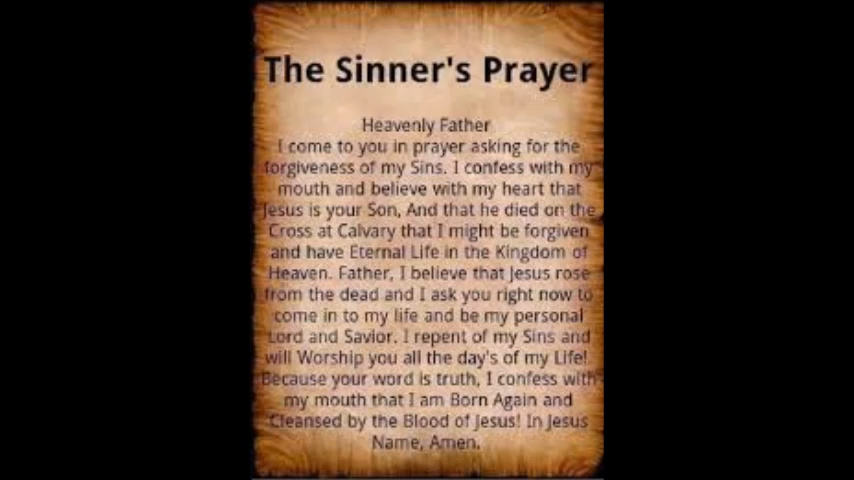 The Sinner's Prayer
Heavenly Father
I come to you in prayer asking for the
forgiveness of my Sins. I confess with my
mouth and believe with my heart that
Jesus is your Son, And that he died on the
Cross at Calvary that I might be forgiven
and have Eternal Life in the Kingdom of
Heaven. Father, I believe that Jesus rose
from the dead and I ask you right now to
come in to my life and be my personal
Lord and Savior. I repent of my Sins and
will Worship you all the day's of my Life!
Because your word is truth, I confess with
my mouth that I am Born Again and
Cleansed by the Blood of Jesus! In Jesus
Name, Amen.